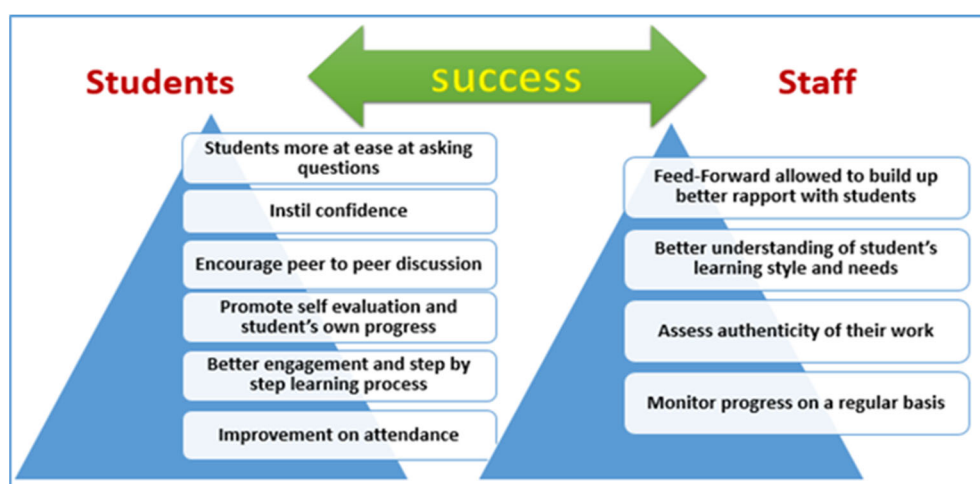 success
Students
Staff
Students more at ease at asking
questions
Instil confidence
Encourage peer to peer discussion
Promote self evaluation and
student's own progress
Better engagement and step by
step learning process
Improvement on attendance
Feed-Forward allowed to build up
better rapport with students
Better understanding of student's
learning style and needs
Assess authenticity of their work
Monitor progress on a regular basis